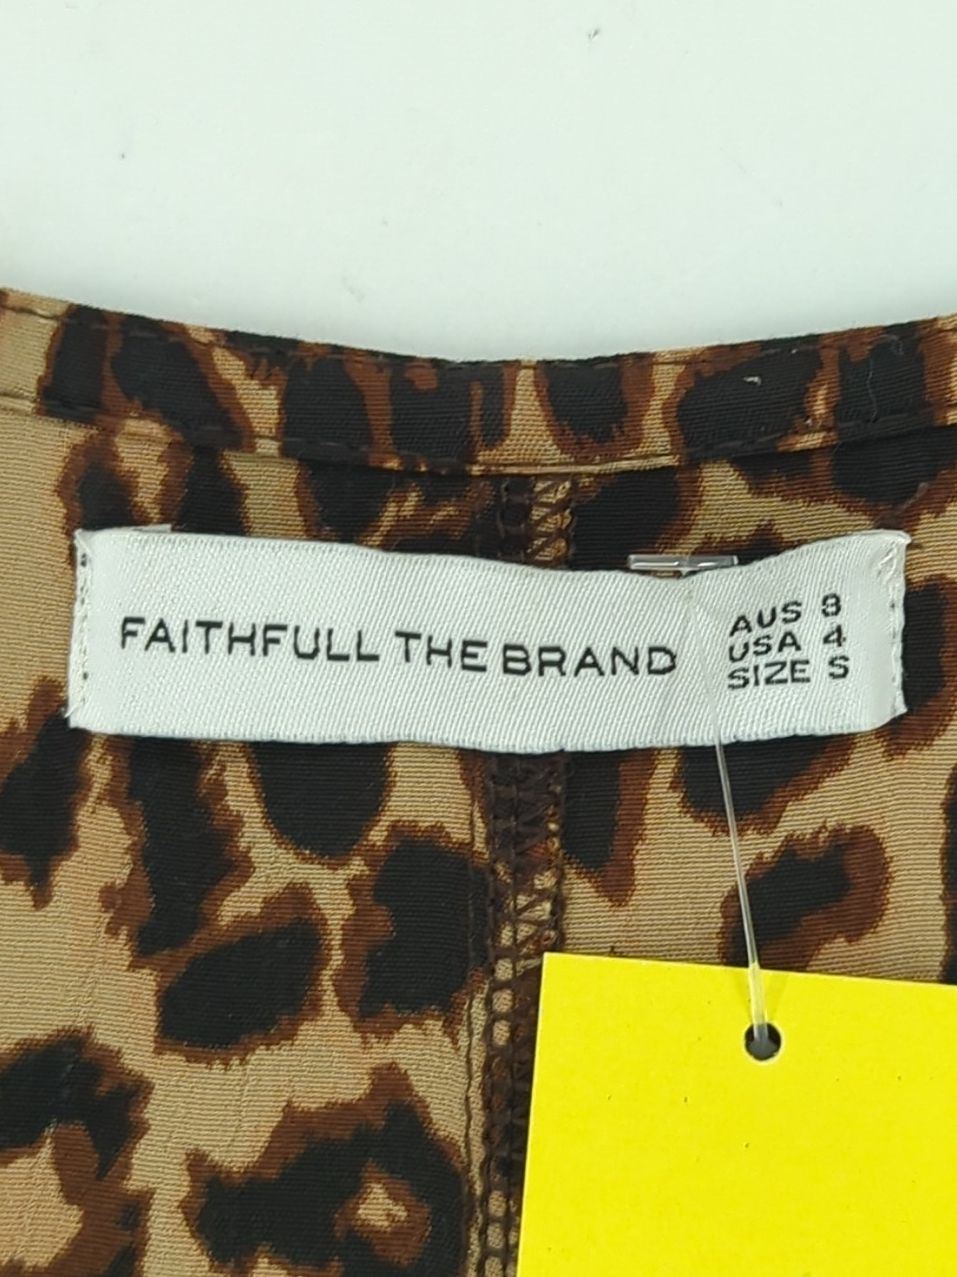 FAITHFULL THE BRAND
AUS 8
USA 4
SIZE S